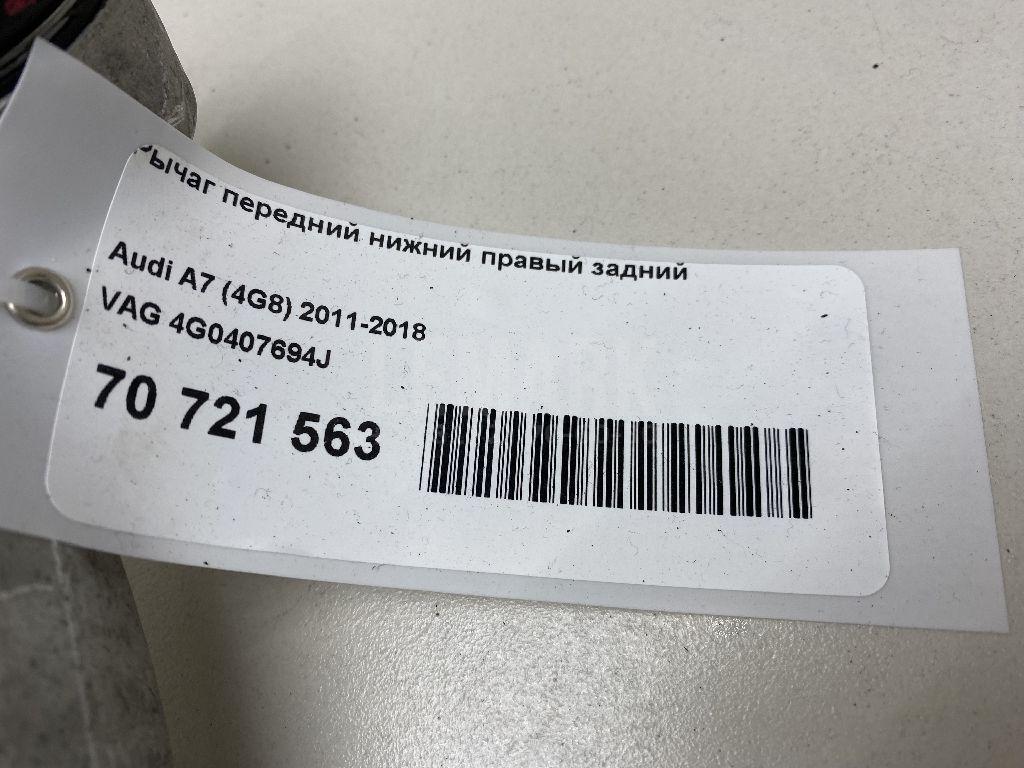 Рычаг передний нижний правый задний
Audi A7 (4G8) 2011-2018
VAG 4G0407694J
70 721 563